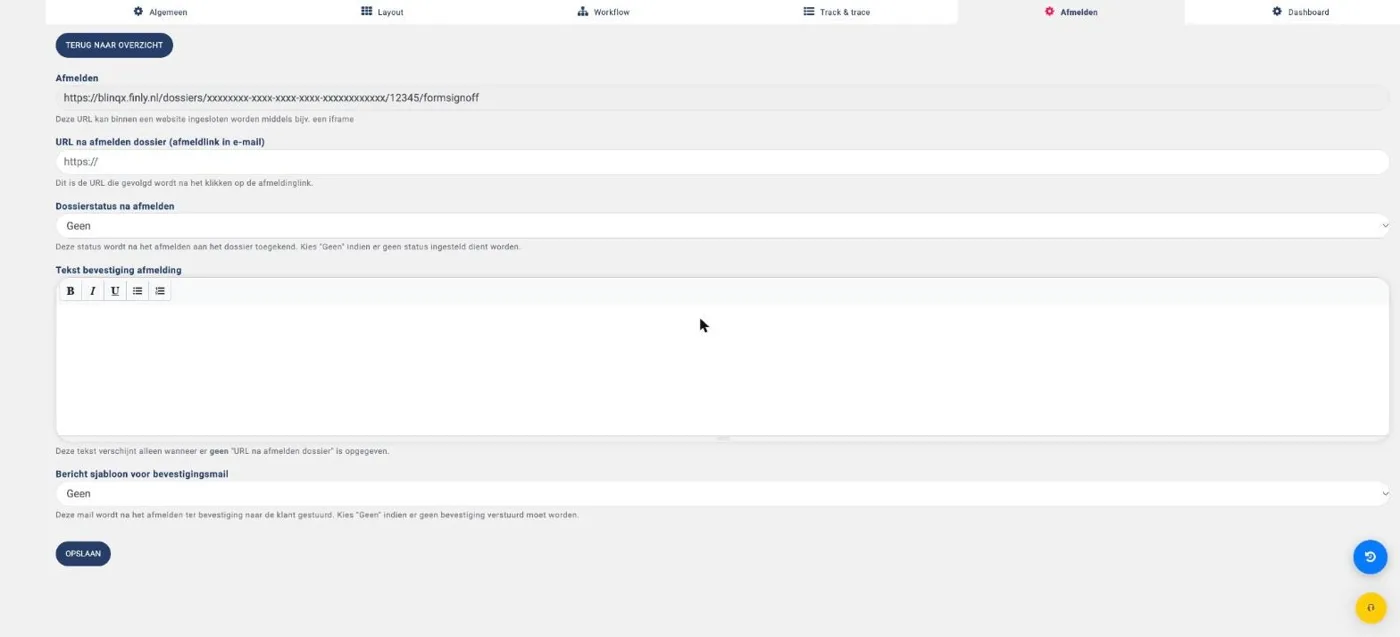 Algemeen
Layout
Workflow
Track & trace
Afmelden
Dashboard
TERUG NAAR OVERZICHT
Afmelden
https://blinqx.finly.nl/dossiers/xxxxxxxx-xxxx-xxxx-xxxx-xxxxxxxxxxxx/12345/formsignoff
Deze URL kan binnen een website ingesloten worden middels bijv. een iframe
URL na afmelden dossier (afmeldlink in e-mail)
https://
Dit is de URL die gevolgd wordt na het klikken op de afmeldinglink.
Dossierstatus na afmelden
Geen
Deze status wordt na het afmelden aan het dossier toegekend. Kies "Geen" indien er geen status ingesteld dient worden.
Tekst bevestiging afmelding
B I U
Deze tekst verschijnt alleen wanneer er geen "URL na afmelden dossier" is opgegeven.
Bericht sjabloon voor bevestigingsmail
Geen
Deze mail wordt na het afmelden ter bevestiging naar de klant gestuurd. Kies "Geen" indien er geen bevestiging verstuurd moet worden.
OPSLAAN